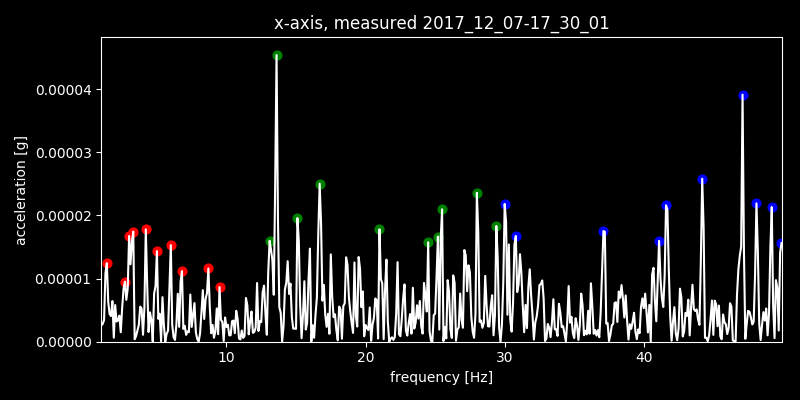 x-axis, measured 2017_12_07-17_30_01
0.00004
0.00003
0.00002
0.00001
0.00000
acceleration [g]
10 20 30 40
frequency [Hz]